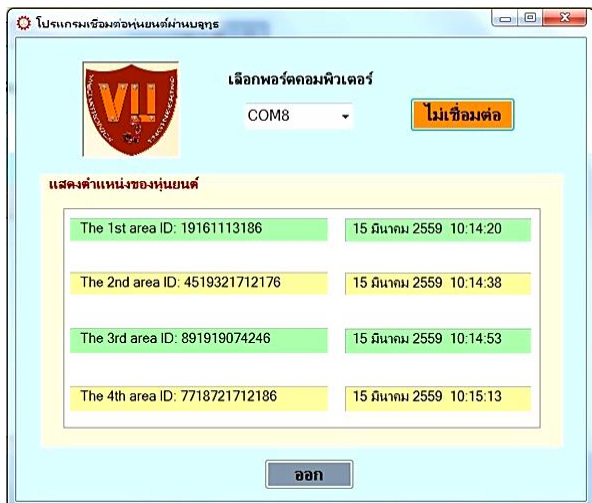 โปรแกรมเชื่อมต่อหุ่นยนต์ผ่านบลูทูธ
VLI
เลือกพอร์ตคอมพิวเตอร์
COM8
ไม่เชื่อมต่อ
แสดงตำแหน่งของหุ่นยนต์
The 1st area ID: 19161113186 15 มีนาคม 2559 10:14:20
The 2nd area ID: 4519321712176 15 มีนาคม 2559 10:14:38
The 3rd area ID: 891919074246 15 มีนาคม 2559 10:14:53
The 4th area ID: 7718721712186 15 มีนาคม 2559 10:15:13
ออก